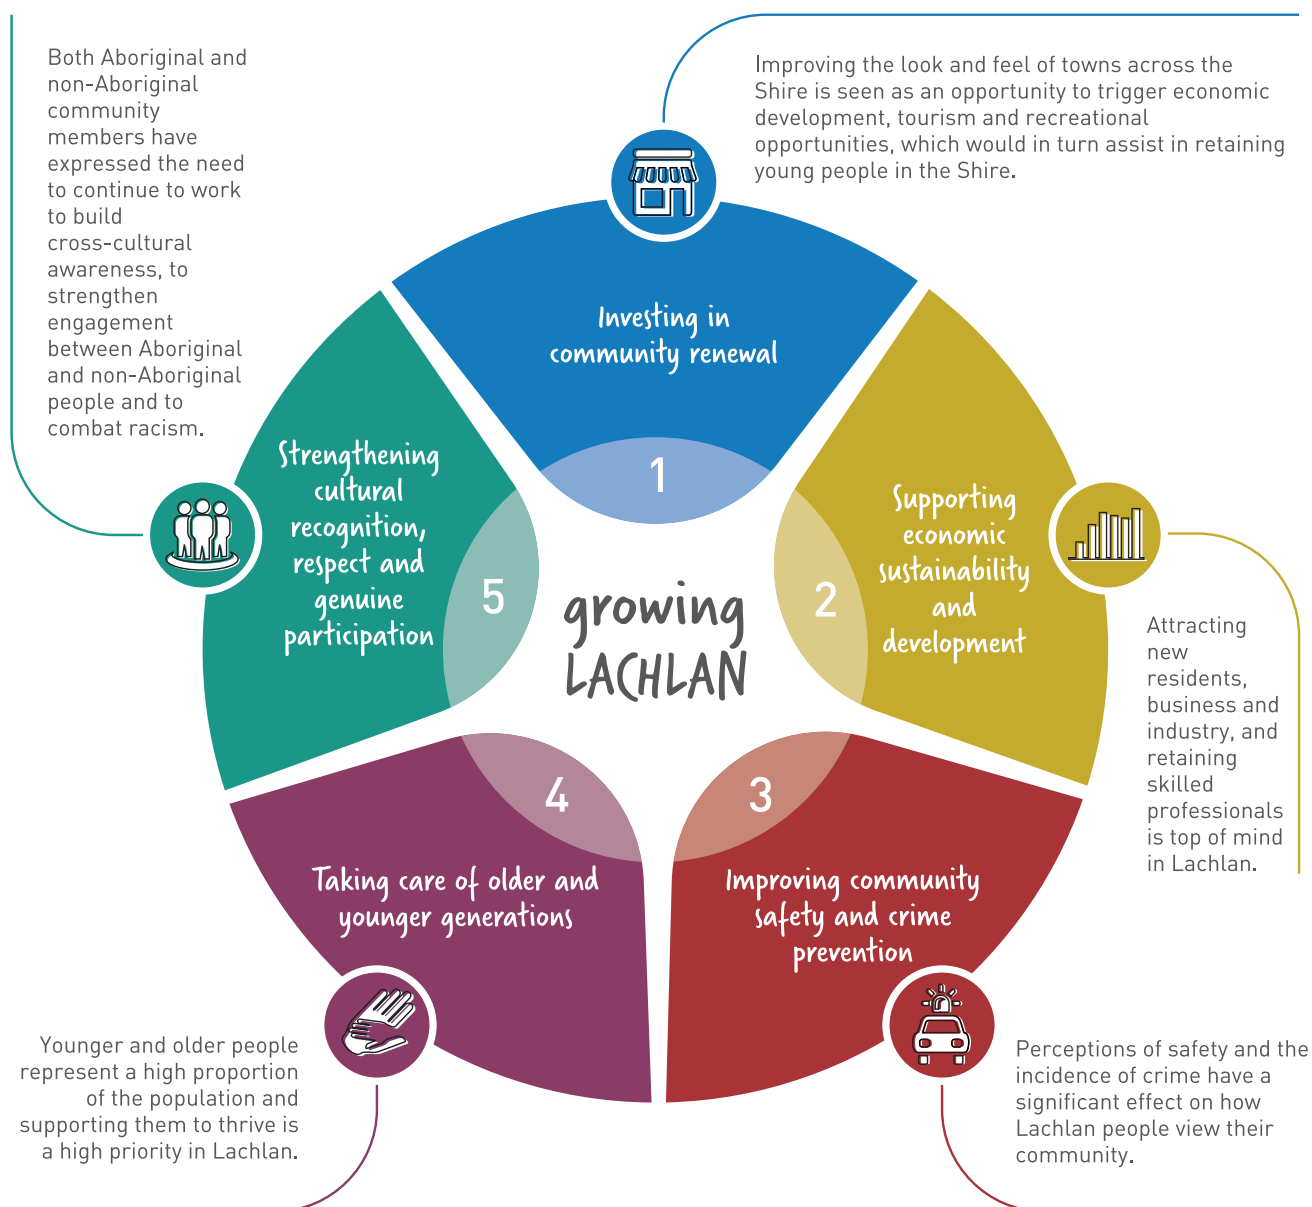 Both Aboriginal and
non-Aboriginal
community
members have
expressed the need
to continue to work
to build
cross-cultural
awareness, to
strengthen
engagement
between Aboriginal
and non-Aboriginal
people and to
combat racism.
Improving the look and feel of towns across the
Shire is seen as an opportunity to trigger economic
development, tourism and recreational
opportunities, which would in turn assist in retaining
young people in the Shire.
Investing in
community renewal
1
Supporting
economic
sustainability
and
development
2
Attracting
new
residents,
business and
industry, and
retaining
skilled
professionals
is top of mind
in Lachlan.
Strengthening
cultural
recognition,
respect and
genuine
participation
5
growing
LACHLAN
4
Taking care of older and
younger generations
3
Improving community
safety and crime
prevention
Younger and older people
represent a high proportion
of the population and
supporting them to thrive is
a high priority in Lachlan.
Perceptions of safety and the
incidence of crime have a
significant effect on how
Lachlan people view their
community.